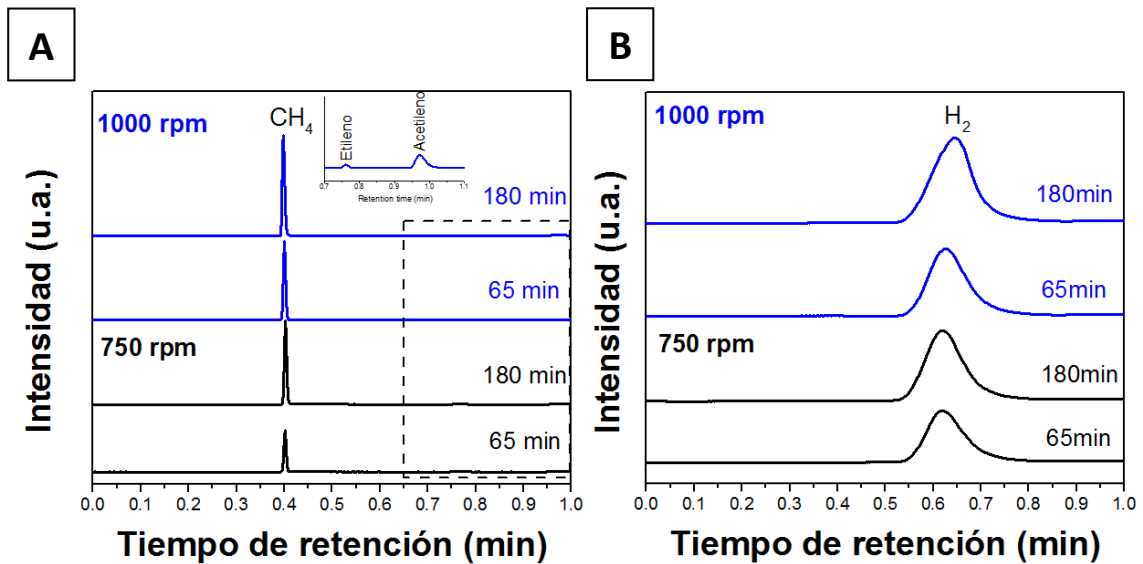 A
1000 rpm
CH4
Etileno
Acetileno
0.7 0.8 0.9 1.0 1.1
Retention time (min)
180 min
65 min
750 rpm
180 min
65 min
Intensidad (u.a.)
0.0 0.1 0.2 0.3 0.4 0.5 0.6 0.7 0.8 0.9 1.0
Tiempo de retención (min)
B
1000 rpm
H2
180min
65min
750 rpm
180min
65min
Intensidad (u.a.)
0.0 0.1 0.2 0.3 0.4 0.5 0.6 0.7 0.8 0.9 1.0
Tiempo de retención (min)